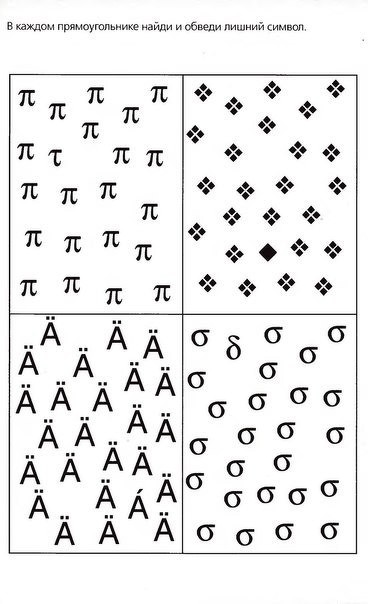 В каждом прямоугольнике найди и обведи лишний символ.
π π π π π
π
π τ π π
π π π
π
π π π π
π π π π
Ä Ä Ä
Ä Ä Ä Ä
Ä Ä Ä
Ä Ä Ä Ä
Ä Ä Ä Ä
Ä Ä Á Ä
Ä Ä Ä
σ δ σ σ σ
σ σ
σ σ σ σ
σ σ σ σ
σ σ σ
σ σ σ σ
σ σ σ σ